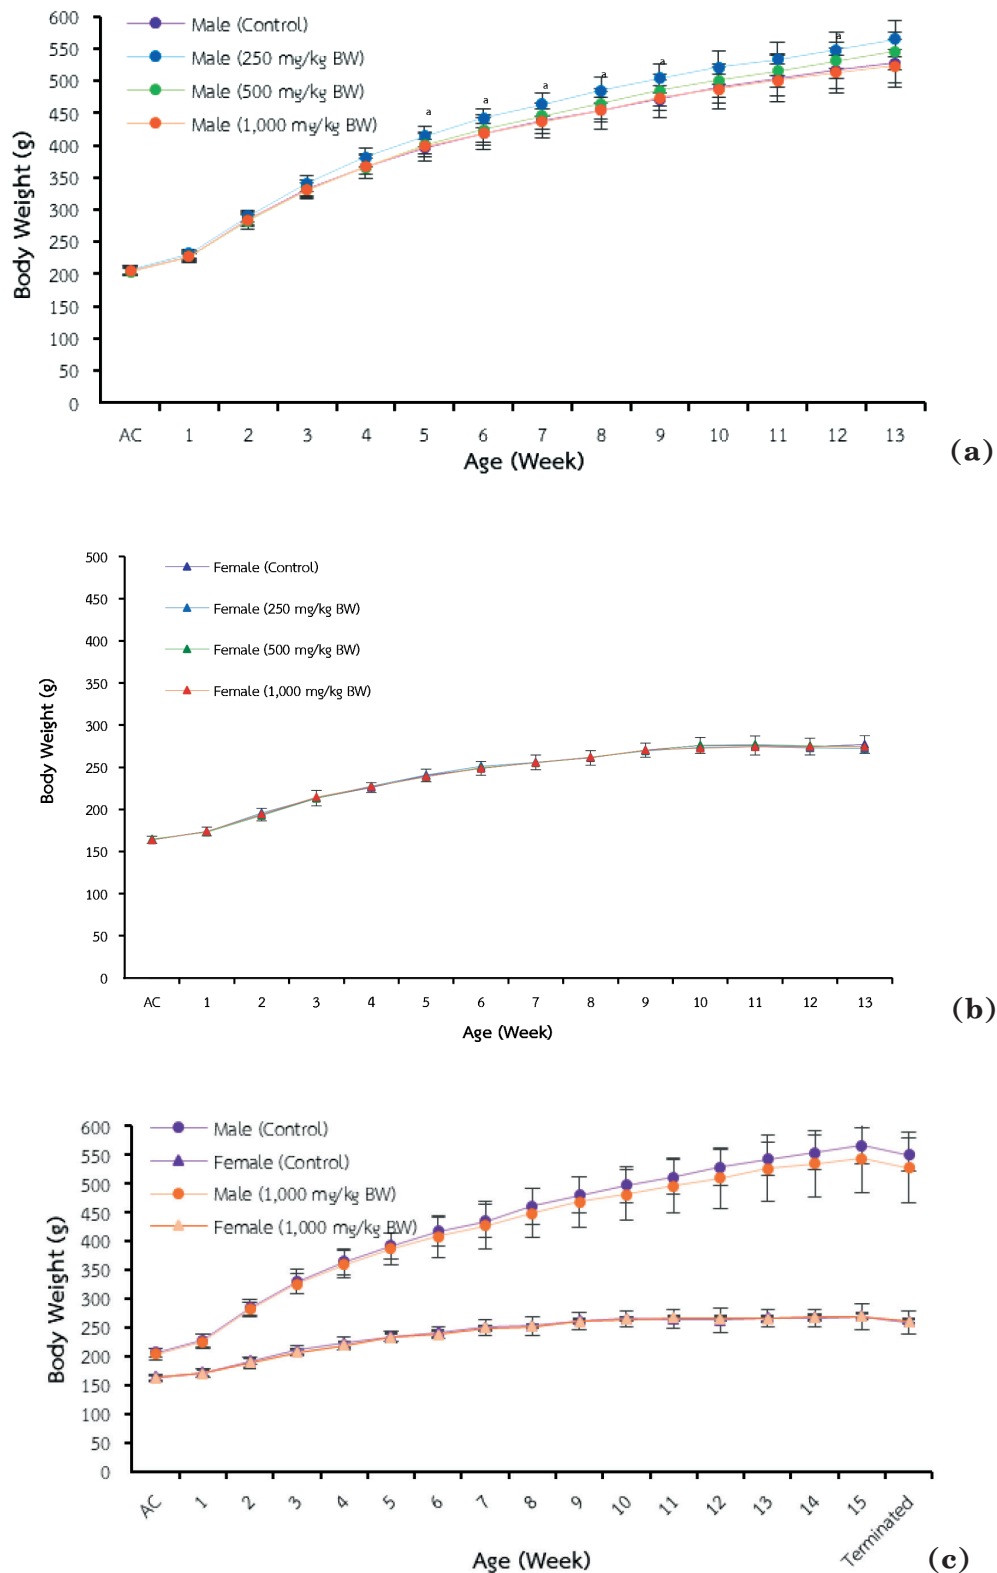 600
550
500
450
400
350
300
250
200
150
100
50
0
Body Weight (g)
Male (Control)
Male (250 mg/kg BW)
Male (500 mg/kg BW)
Male (1,000 mg/kg BW)
a a a a a a
AC 1 2 3 4 5 6 7 8 9 10 11 12 13
Age (Week)
(a)
500
450
400
350
300
250
200
150
100
50
0
Body Weight (g)
Female (Control)
Female (250 mg/kg BW)
Female (500 mg/kg BW)
Female (1,000 mg/kg BW)
AC 1 2 3 4 5 6 7 8 9 10 11 12 13
Age (Week)
(b)
600
550
500
450
400
350
300
250
200
150
100
50
0
Body Weight (g)
Male (Control)
Female (Control)
Male (1,000 mg/kg BW)
Female (1,000 mg/kg BW)
AC 1 2 3 4 5 6 7 8 9 10 11 12 13 14 15 Terminated
Age (Week)
(c)